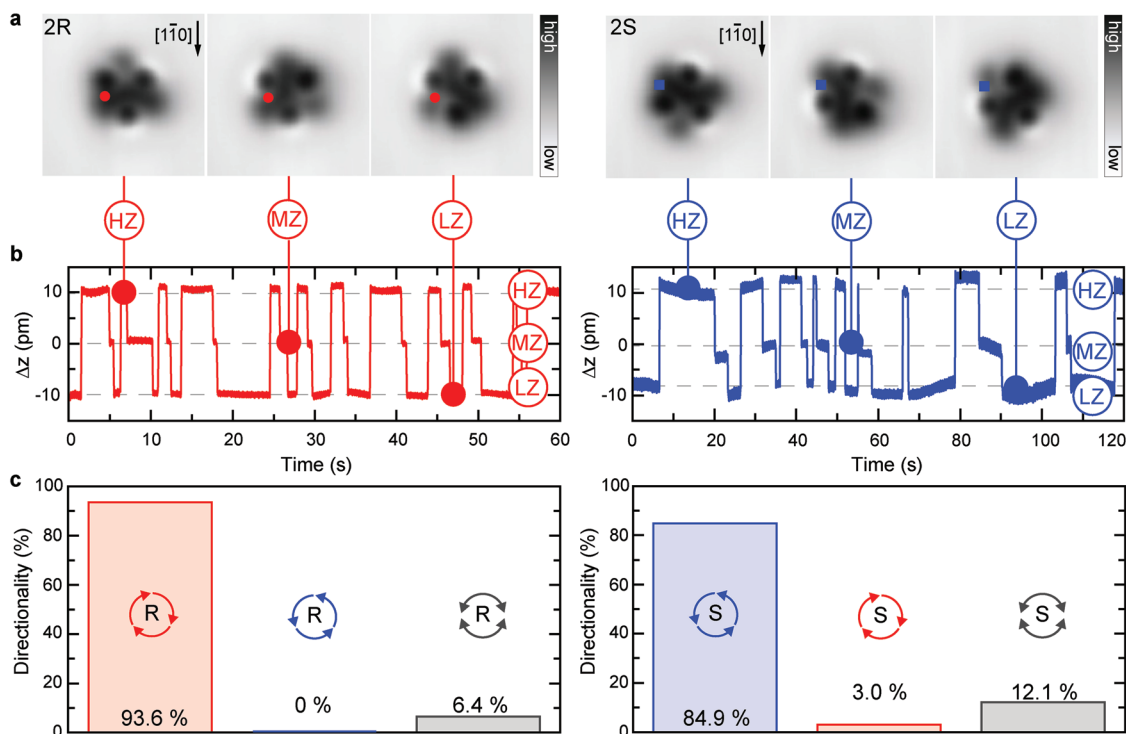 a
2R
[11̄0]
high
low
2S
[11̄0]
high
low
HZ
MZ
LZ
HZ
MZ
LZ
b
Δz (pm)
10
0
-10
HZ
MZ
LZ
0
10
20
30
40
50
60
Time (s)
Δz (pm)
10
0
-10
HZ
MZ
LZ
0
20
40
60
80
100
120
Time (s)
c
Directionality (%)
100
80
60
40
20
0
R
R
R
93.6 %
0 %
6.4 %
Directionality (%)
100
80
60
40
20
0
S
S
S
84.9 %
3.0 %
12.1 %